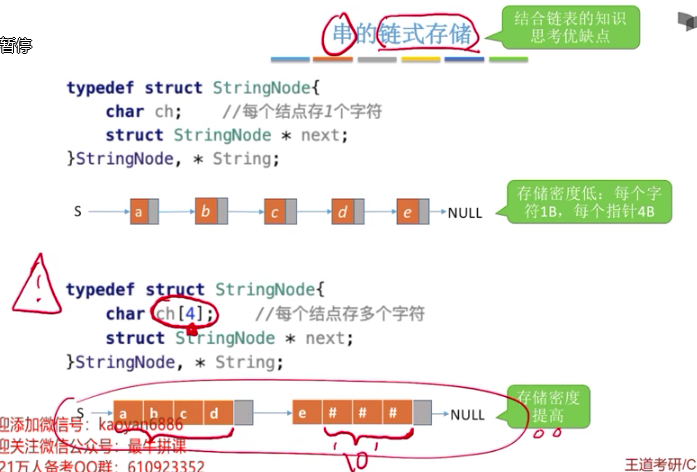 串的链式存储
结合链表的知识
思考优缺点
暂停
typedef struct StringNode{
char ch; //每个结点存1个字符
struct StringNode * next;
}StringNode, * String;
S a b c d e NULL
存储密度低：每个字
符1B，每个指针4B
typedef struct StringNode{
char ch[4]; //每个结点存多个字符
struct StringNode * next;
}StringNode, * String;
S a b c d e # # # NULL
存储密度
提高
\0
迎添加微信号：kaoyan6886
迎关注微信公众号：最牛拼课
21万人备考QQ群：610923352
王道考研/C